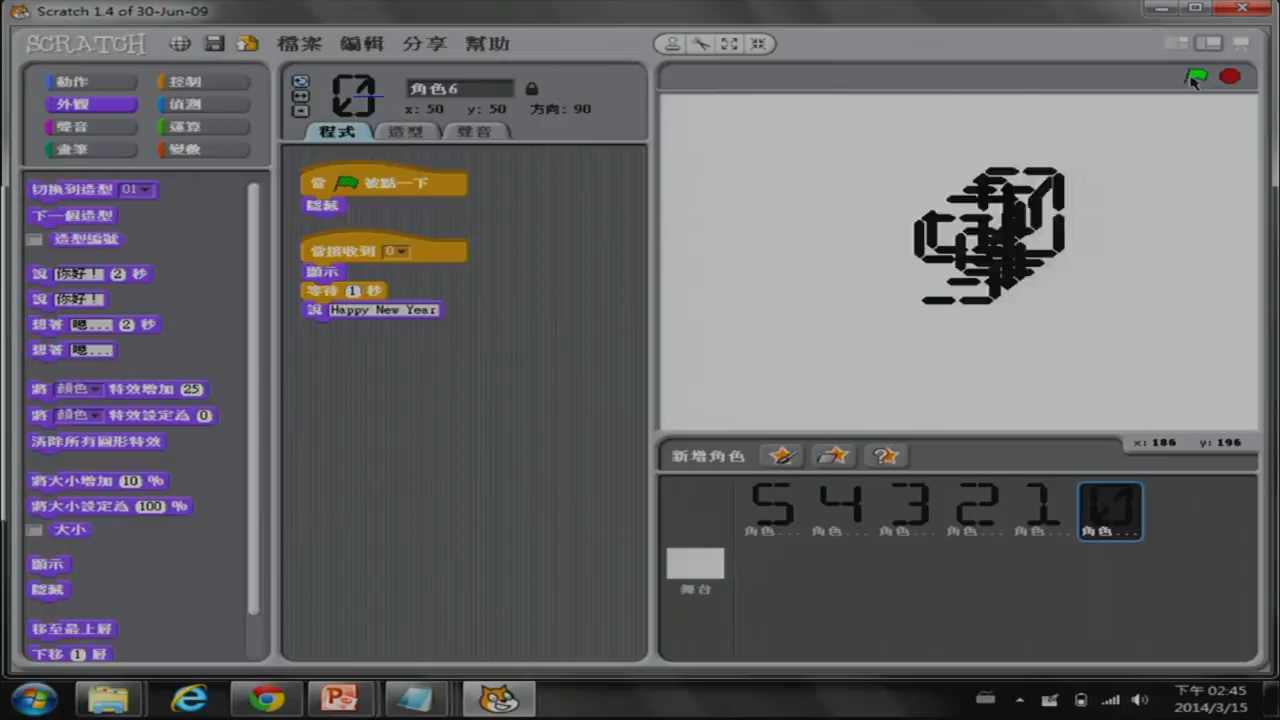 Scratch 1.4 of 30-Jun-09
SCRATCH 檔案 編輯 分享 幫助
動作 控制
外觀 偵測
聲音 運算
畫筆 變數
角色6
x: 50 y: 50 方向: 90
程式 造型 聲音
切換到造型 01
下一個造型
造型編號
說 你好！ 2 秒
說 你好！
想著 嗯... 2 秒
想著 嗯...
將 顏色 特效增加 25
將 顏色 特效設定為 0
清除所有圖形特效
將大小增加 10 %
將大小設定為 100 %
大小
顯示
隱藏
移至最上層
下移 1 層
當 被點一下
隱藏
當接收到 0
顯示
等待 1 秒
說 Happy New Year
x: 186 y: 196
新增角色
5 4 3 2 1 0
角色... 角色... 角色... 角色... 角色... 角色...
舞台
下午 02:45
2014/3/15